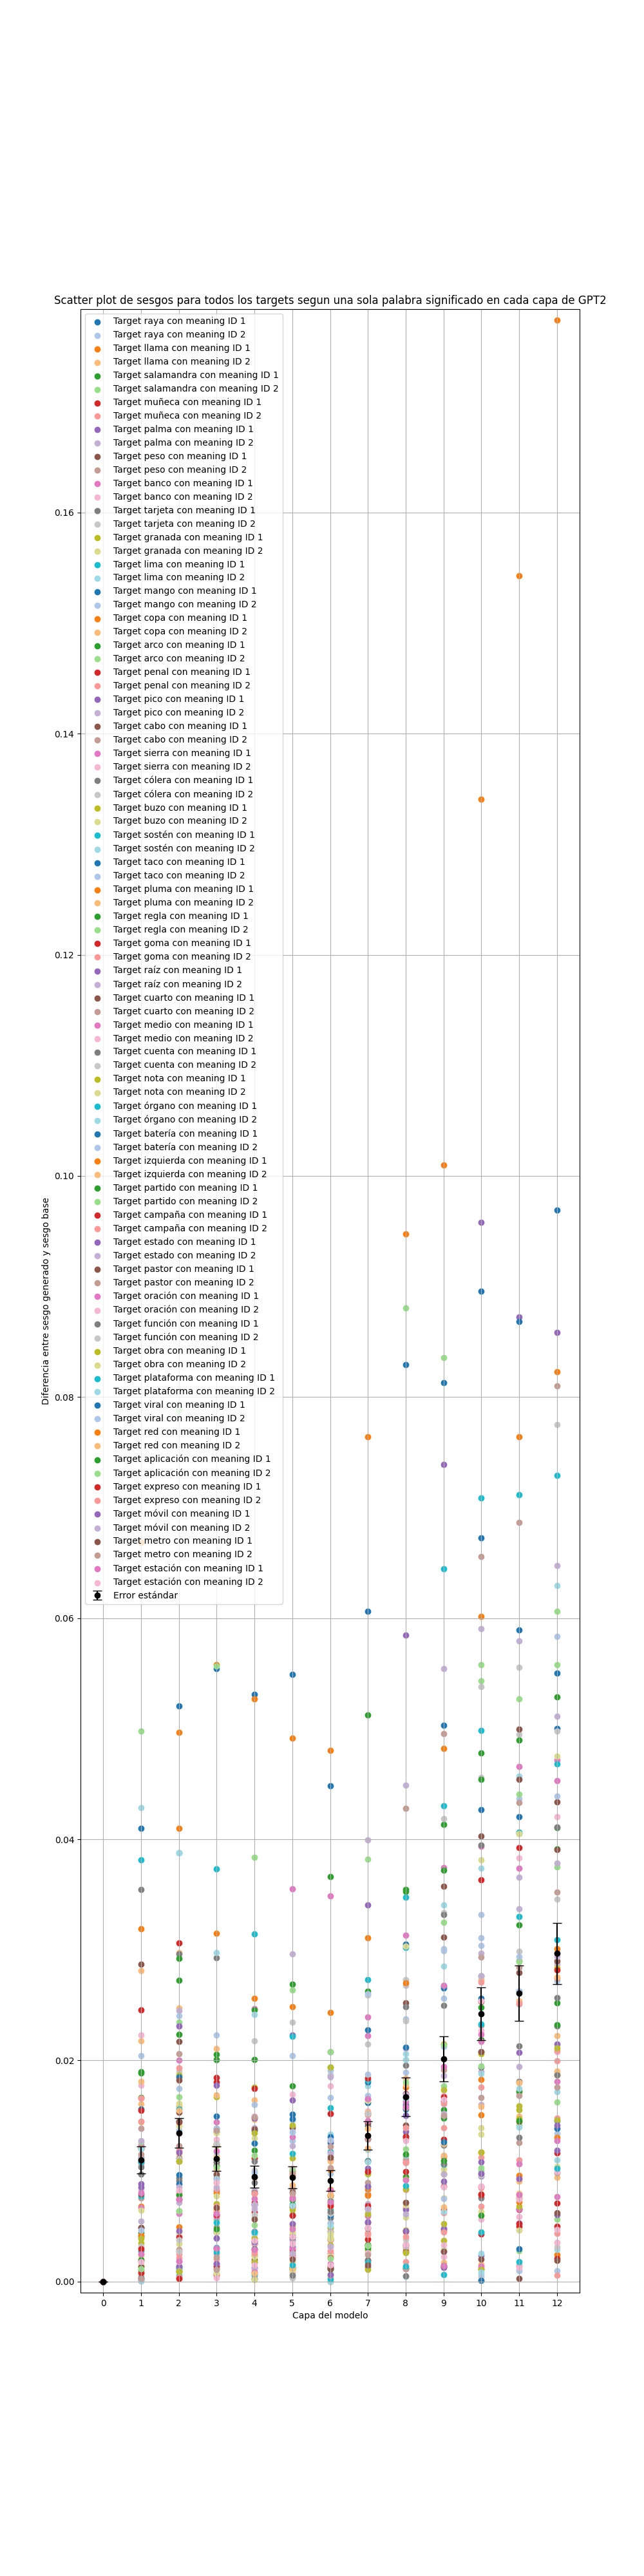 Scatter plot de sesgos para todos los targets segun una sola palabra significado en cada capa de GPT2
Target raya con meaning ID 1
Target raya con meaning ID 2
Target llama con meaning ID 1
Target llama con meaning ID 2
Target salamandra con meaning ID 1
Target salamandra con meaning ID 2
Target muñeca con meaning ID 1
Target muñeca con meaning ID 2
Target palma con meaning ID 1
Target palma con meaning ID 2
Target peso con meaning ID 1
Target peso con meaning ID 2
Target banco con meaning ID 1
Target banco con meaning ID 2
Target tarjeta con meaning ID 1
Target tarjeta con meaning ID 2
Target granada con meaning ID 1
Target granada con meaning ID 2
Target lima con meaning ID 1
Target lima con meaning ID 2
Target mango con meaning ID 1
Target mango con meaning ID 2
Target copa con meaning ID 1
Target copa con meaning ID 2
Target arco con meaning ID 1
Target arco con meaning ID 2
Target penal con meaning ID 1
Target penal con meaning ID 2
Target pico con meaning ID 1
Target pico con meaning ID 2
Target cabo con meaning ID 1
Target cabo con meaning ID 2
Target sierra con meaning ID 1
Target sierra con meaning ID 2
Target cólera con meaning ID 1
Target cólera con meaning ID 2
Target buzo con meaning ID 1
Target buzo con meaning ID 2
Target sostén con meaning ID 1
Target sostén con meaning ID 2
Target taco con meaning ID 1
Target taco con meaning ID 2
Target pluma con meaning ID 1
Target pluma con meaning ID 2
Target regla con meaning ID 1
Target regla con meaning ID 2
Target goma con meaning ID 1
Target goma con meaning ID 2
Target raíz con meaning ID 1
Target raíz con meaning ID 2
Target cuarto con meaning ID 1
Target cuarto con meaning ID 2
Target medio con meaning ID 1
Target medio con meaning ID 2
Target cuenta con meaning ID 1
Target cuenta con meaning ID 2
Target nota con meaning ID 1
Target nota con meaning ID 2
Target órgano con meaning ID 1
Target órgano con meaning ID 2
Target batería con meaning ID 1
Target batería con meaning ID 2
Target izquierda con meaning ID 1
Target izquierda con meaning ID 2
Target partido con meaning ID 1
Target partido con meaning ID 2
Target campaña con meaning ID 1
Target campaña con meaning ID 2
Target estado con meaning ID 1
Target estado con meaning ID 2
Target pastor con meaning ID 1
Target pastor con meaning ID 2
Target oración con meaning ID 1
Target oración con meaning ID 2
Target función con meaning ID 1
Target función con meaning ID 2
Target obra con meaning ID 1
Target obra con meaning ID 2
Target plataforma con meaning ID 1
Target plataforma con meaning ID 2
Target viral con meaning ID 1
Target viral con meaning ID 2
Target red con meaning ID 1
Target red con meaning ID 2
Target aplicación con meaning ID 1
Target aplicación con meaning ID 2
Target expreso con meaning ID 1
Target expreso con meaning ID 2
Target móvil con meaning ID 1
Target móvil con meaning ID 2
Target metro con meaning ID 1
Target metro con meaning ID 2
Target estación con meaning ID 1
Target estación con meaning ID 2
Error estándar
0.16
0.14
0.12
0.10
0.08
0.06
0.04
0.02
0.00
Diferencia entre sesgo generado y sesgo base
0 1 2 3 4 5 6 7 8 9 10 11 12
Capa del modelo